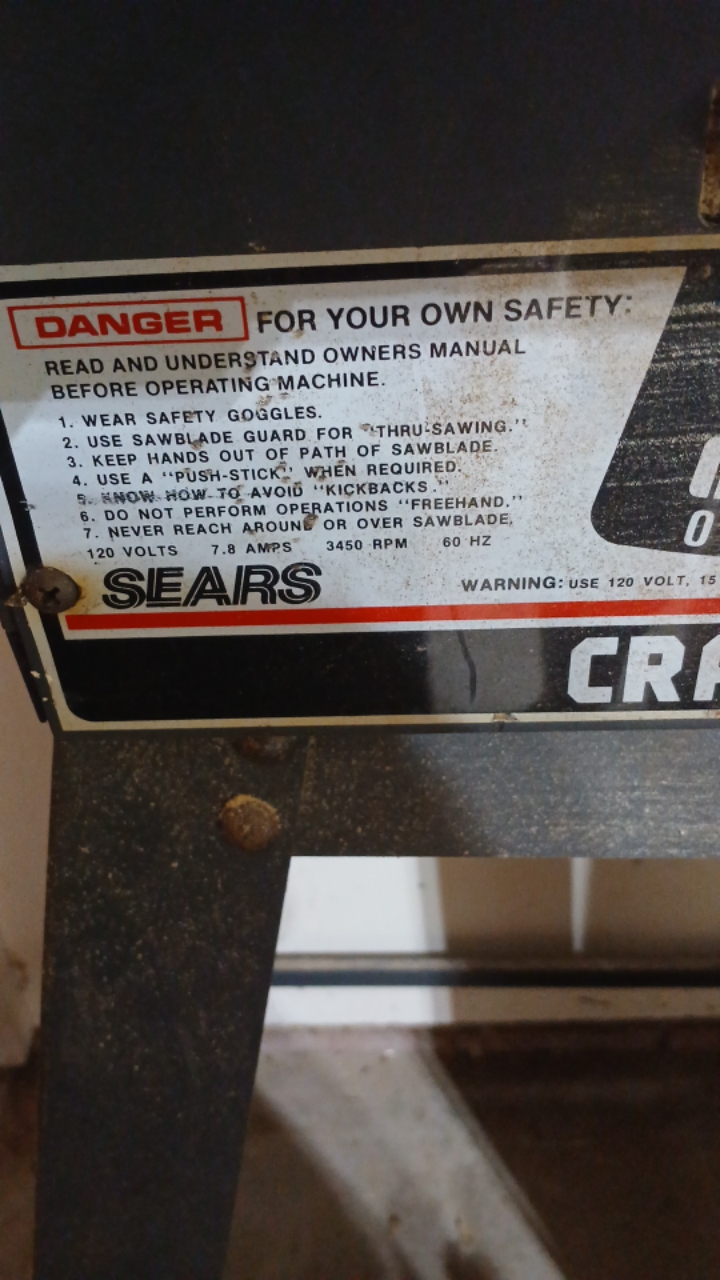 DANGER FOR YOUR OWN SAFETY:
READ AND UNDERSTAND OWNERS MANUAL
BEFORE OPERATING MACHINE.
1. WEAR SAFETY GOGGLES.
2. USE SAWBLADE GUARD FOR "THRU-SAWING."
3. KEEP HANDS OUT OF PATH OF SAWBLADE.
4. USE A "PUSH-STICK" WHEN REQUIRED.
5. KNOW HOW TO AVOID "KICKBACKS."
6. DO NOT PERFORM OPERATIONS "FREEHAND."
7. NEVER REACH AROUND OR OVER SAWBLADE.
120 VOLTS 7.8 AMPS 3450 RPM 60 HZ
SEARS
WARNING: USE 120 VOLT, 15
CRA